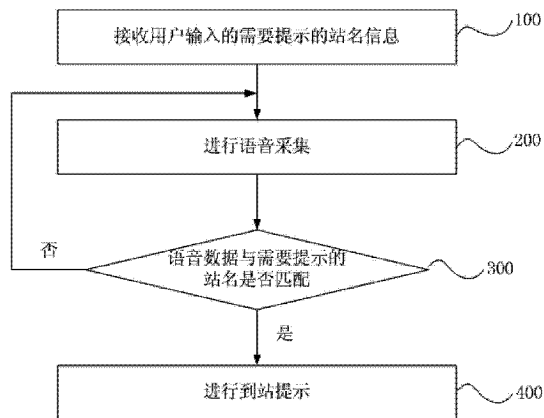 接收用户输入的需要提示的站名信息
100
进行语音采集
200
否
语音数据与需要提示的
站名是否匹配
300
是
进行到站提示
400